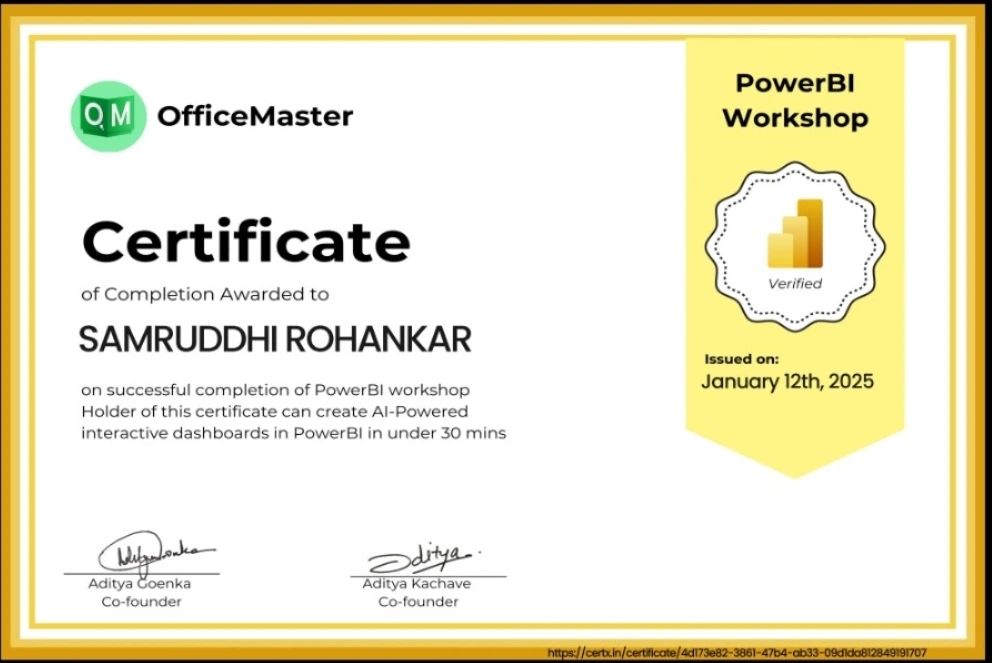 QM OfficeMaster
PowerBI
Workshop
Certificate
of Completion Awarded to
SAMRUDDHI ROHANKAR
on successful completion of PowerBI workshop
Holder of this certificate can create AI-Powered
interactive dashboards in PowerBI in under 30 mins
Verified
Issued on:
January 12th, 2025
Aditya Goenka
Co-founder
Aditya.
Aditya Kachave
Co-founder
https://certx.in/certificate/4d173e82-3861-47b4-ab33-09d1da812849191707